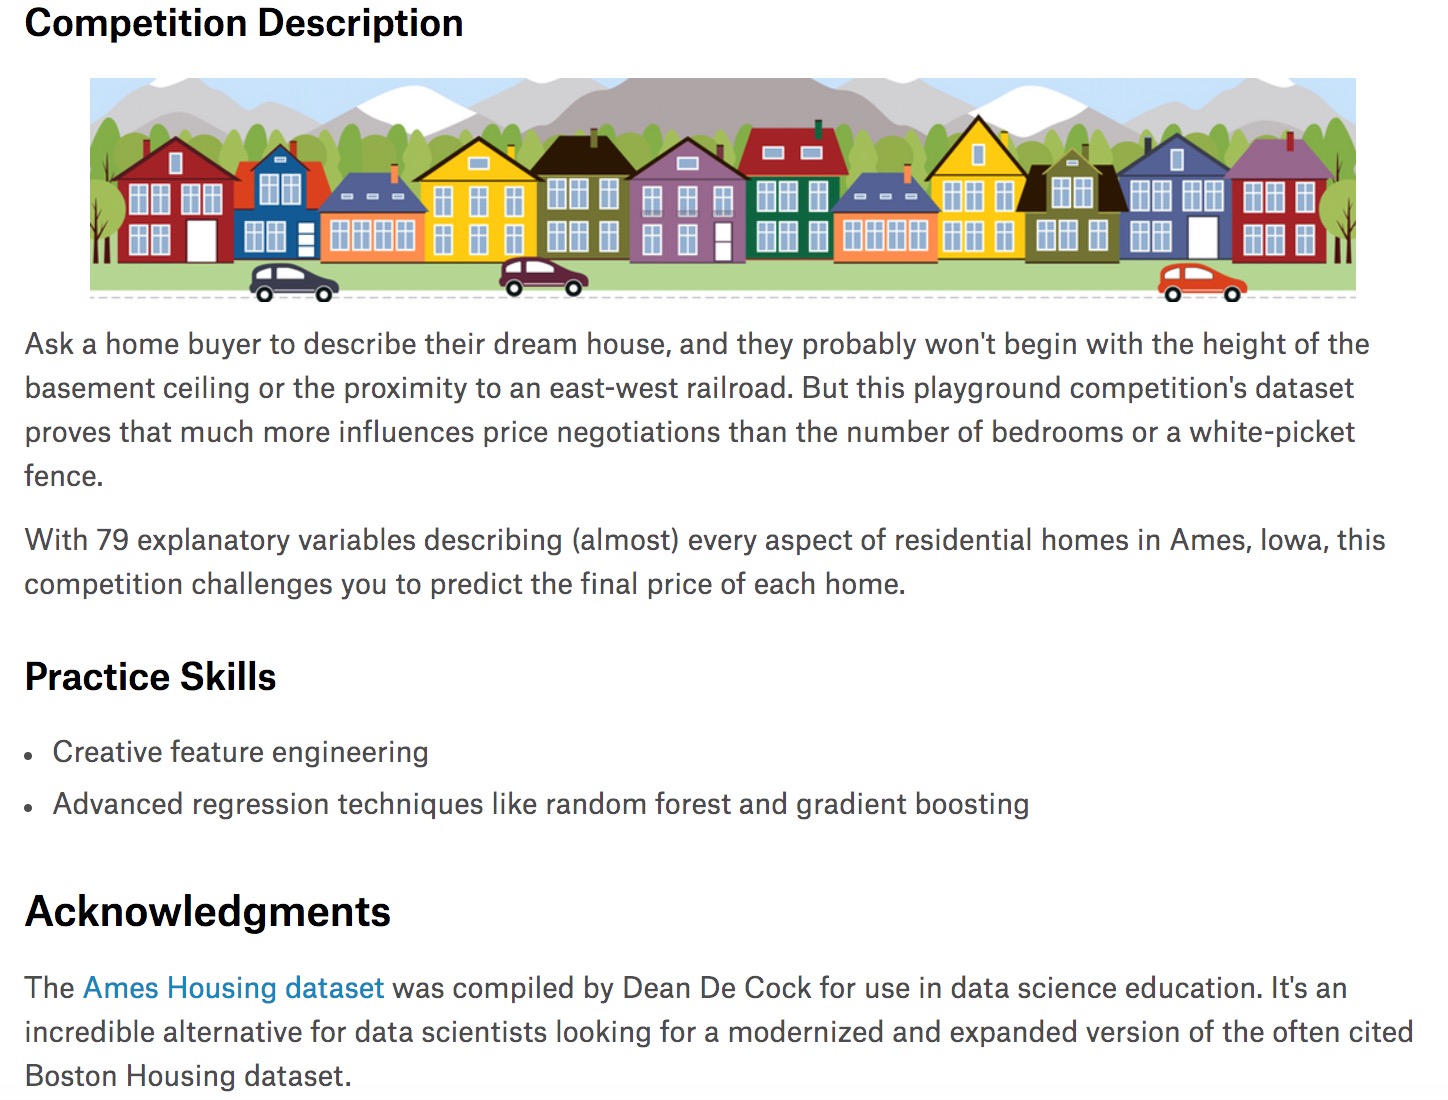 Competition Description
Ask a home buyer to describe their dream house, and they probably won't begin with the height of the
basement ceiling or the proximity to an east-west railroad. But this playground competition's dataset
proves that much more influences price negotiations than the number of bedrooms or a white-picket
fence.
With 79 explanatory variables describing (almost) every aspect of residential homes in Ames, Iowa, this
competition challenges you to predict the final price of each home.
Practice Skills
• Creative feature engineering
• Advanced regression techniques like random forest and gradient boosting
Acknowledgments
The Ames Housing dataset was compiled by Dean De Cock for use in data science education. It's an
incredible alternative for data scientists looking for a modernized and expanded version of the often cited
Boston Housing dataset.